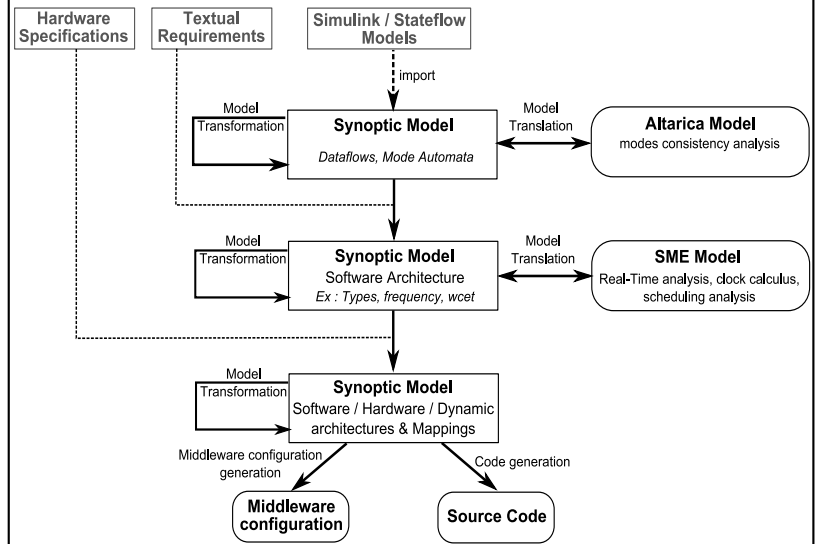 Hardware
Specifications
Textual
Requirements
Simulink / Stateflow
Models
import
Model
Transformation
Synoptic Model
Dataflows, Mode Automata
Model
Translation
Altarica Model
modes consistency analysis
Model
Transformation
Synoptic Model
Software Architecture
Ex : Types, frequency, wcet
Model
Translation
SME Model
Real-Time analysis, clock calculus,
scheduling analysis
Model
Transformation
Synoptic Model
Software / Hardware / Dynamic
architectures & Mappings
Middleware configuration
generation
Code generation
Middleware
configuration
Source Code